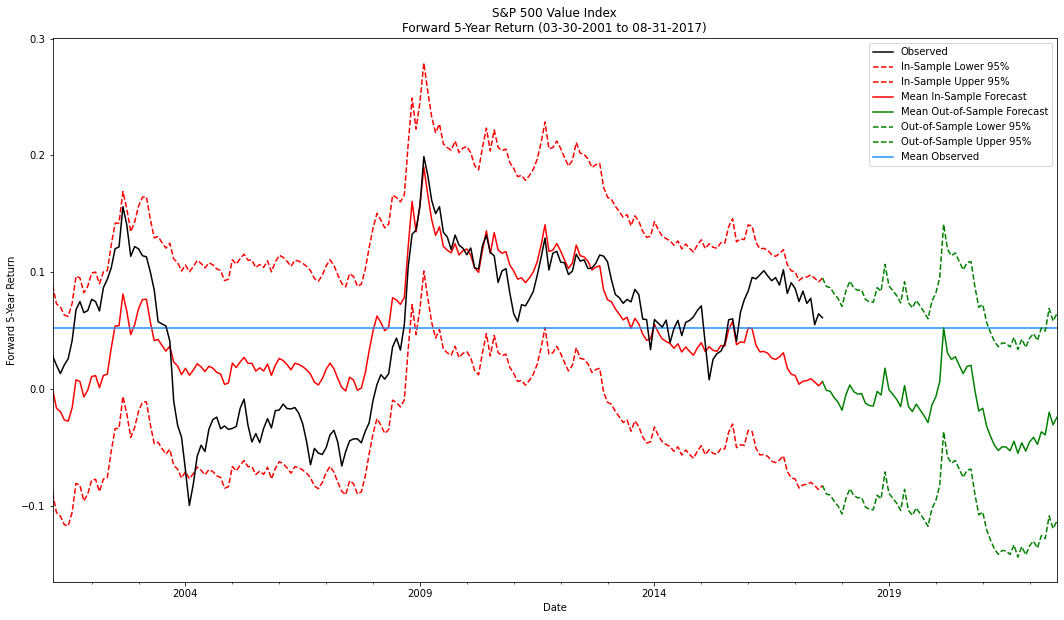 S&P 500 Value Index
Forward 5-Year Return (03-30-2001 to 08-31-2017)
Observed
In-Sample Lower 95%
In-Sample Upper 95%
Mean In-Sample Forecast
Mean Out-of-Sample Forecast
Out-of-Sample Lower 95%
Out-of-Sample Upper 95%
Mean Observed
Forward 5-Year Return
0.3
0.2
0.1
0.0
−0.1
2004
2009
2014
2019
Date